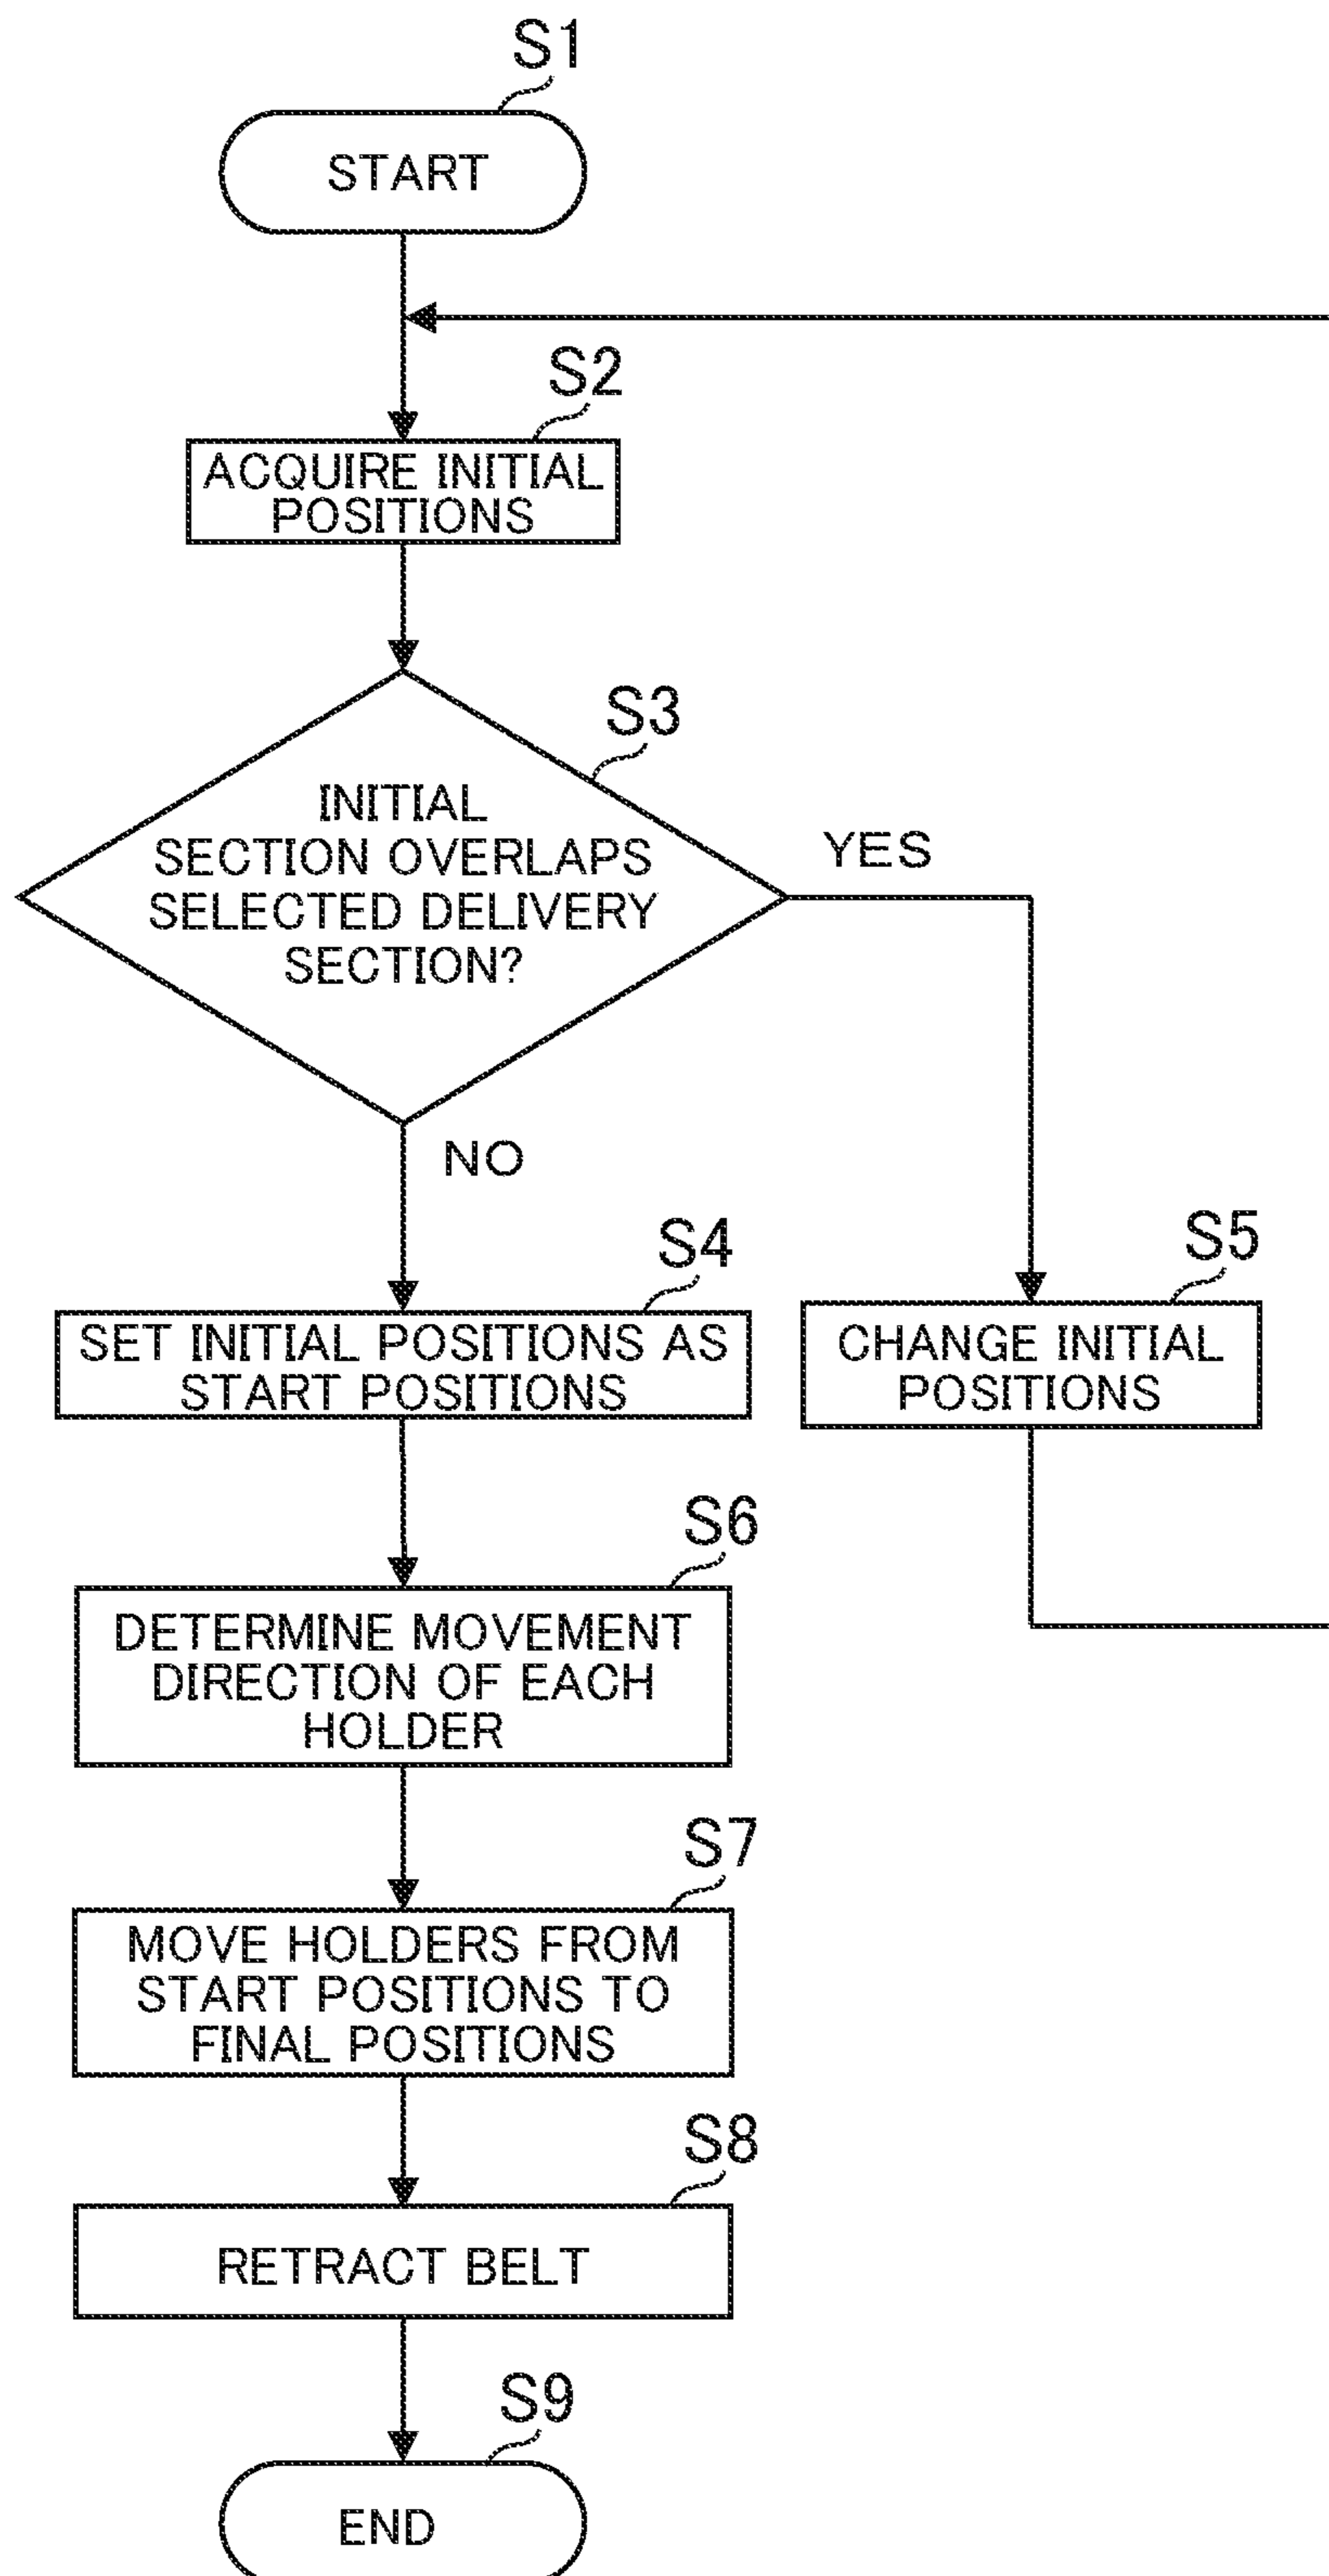 S1
START
S2
ACQUIRE INITIAL
POSITIONS
S3
INITIAL
SECTION OVERLAPS
SELECTED DELIVERY
SECTION?
YES
NO
S4
SET INITIAL POSITIONS AS
START POSITIONS
S5
CHANGE INITIAL
POSITIONS
S6
DETERMINE MOVEMENT
DIRECTION OF EACH
HOLDER
S7
MOVE HOLDERS FROM
START POSITIONS TO
FINAL POSITIONS
S8
RETRACT BELT
S9
END